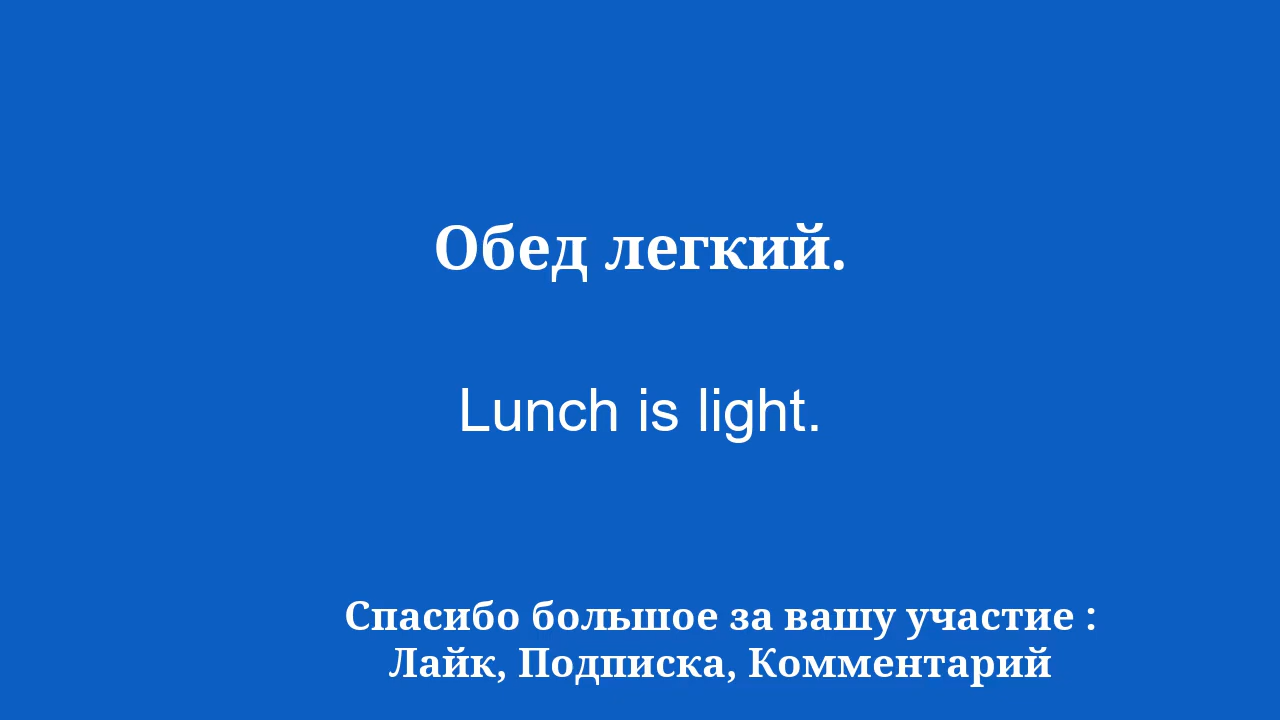 Обед легкий.
Lunch is light.
Спасибо большое за вашу участие :
Лайк, Подписка, Комментарий